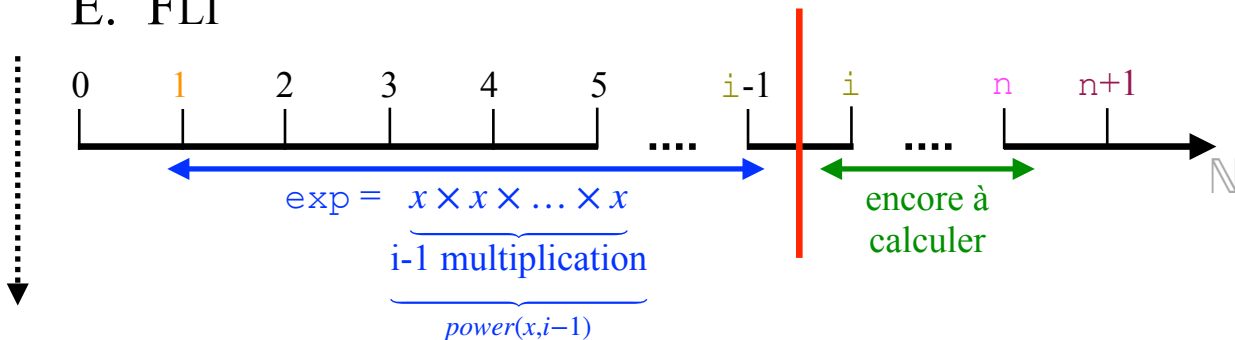 E. FLI
0 1 2 3 4 5 i-1 i n n+1
.... ....
ℕ
exp = x × x × … × x
i-1 multiplication
power(x,i−1)
encore à
calculer